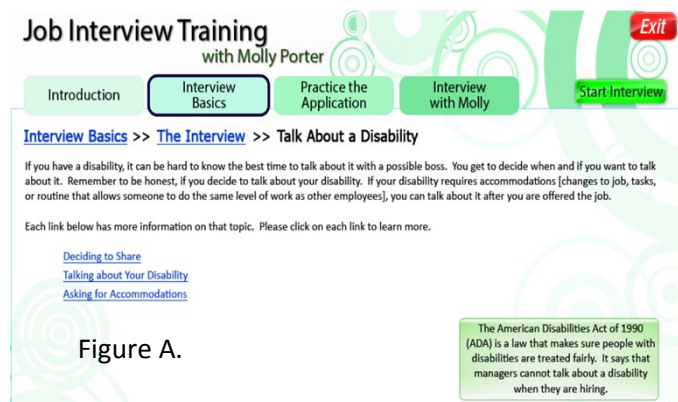 Job Interview Training
with Molly Porter
Exit
Introduction
Interview
Basics
Practice the
Application
Interview
with Molly
Start Interview
Interview Basics >> The Interview >> Talk About a Disability
If you have a disability, it can be hard to know the best time to talk about it with a possible boss. You get to decide when and if you want to talk
about it. Remember to be honest, if you decide to talk about your disability. If your disability requires accommodations [changes to job, tasks,
or routine that allows someone to do the same level of work as other employees], you can talk about it after you are offered the job.
Each link below has more information on that topic. Please click on each link to learn more.
Deciding to Share
Talking about Your Disability
Asking for Accommodations
Figure A.
The American Disabilities Act of 1990
(ADA) is a law that makes sure people with
disabilities are treated fairly. It says that
managers cannot talk about a disability
when they are hiring.